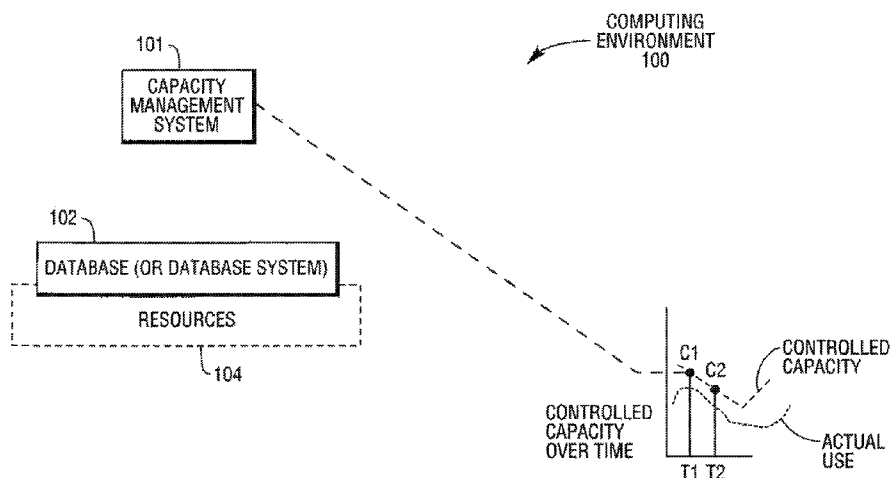 COMPUTING
ENVIRONMENT
100
101
CAPACITY
MANAGEMENT
SYSTEM
102
DATABASE (OR DATABASE SYSTEM)
RESOURCES
104
C1
C2
CONTROLLED
CAPACITY
CONTROLLED
CAPACITY
OVER TIME
ACTUAL
USE
T1 T2